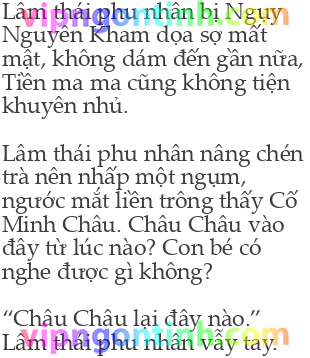 Lâm thái phu nhân bị Ngụy
Nguyên Kham dọa sợ mất
mật, không dám đến gần nữa,
Tiền ma ma cũng không tiện
khuyên nhủ.
Lâm thái phu nhân nâng chén
trà nên nhấp một ngụm,
ngước mắt liền trông thấy Cố
Minh Châu. Châu Châu vào
đây từ lúc nào? Con bé có
nghe được gì không?
“Châu Châu lại đây nào.”
Lâm thái phu nhân vẫy tay.
vipngontinh.com
vipngontinh.com